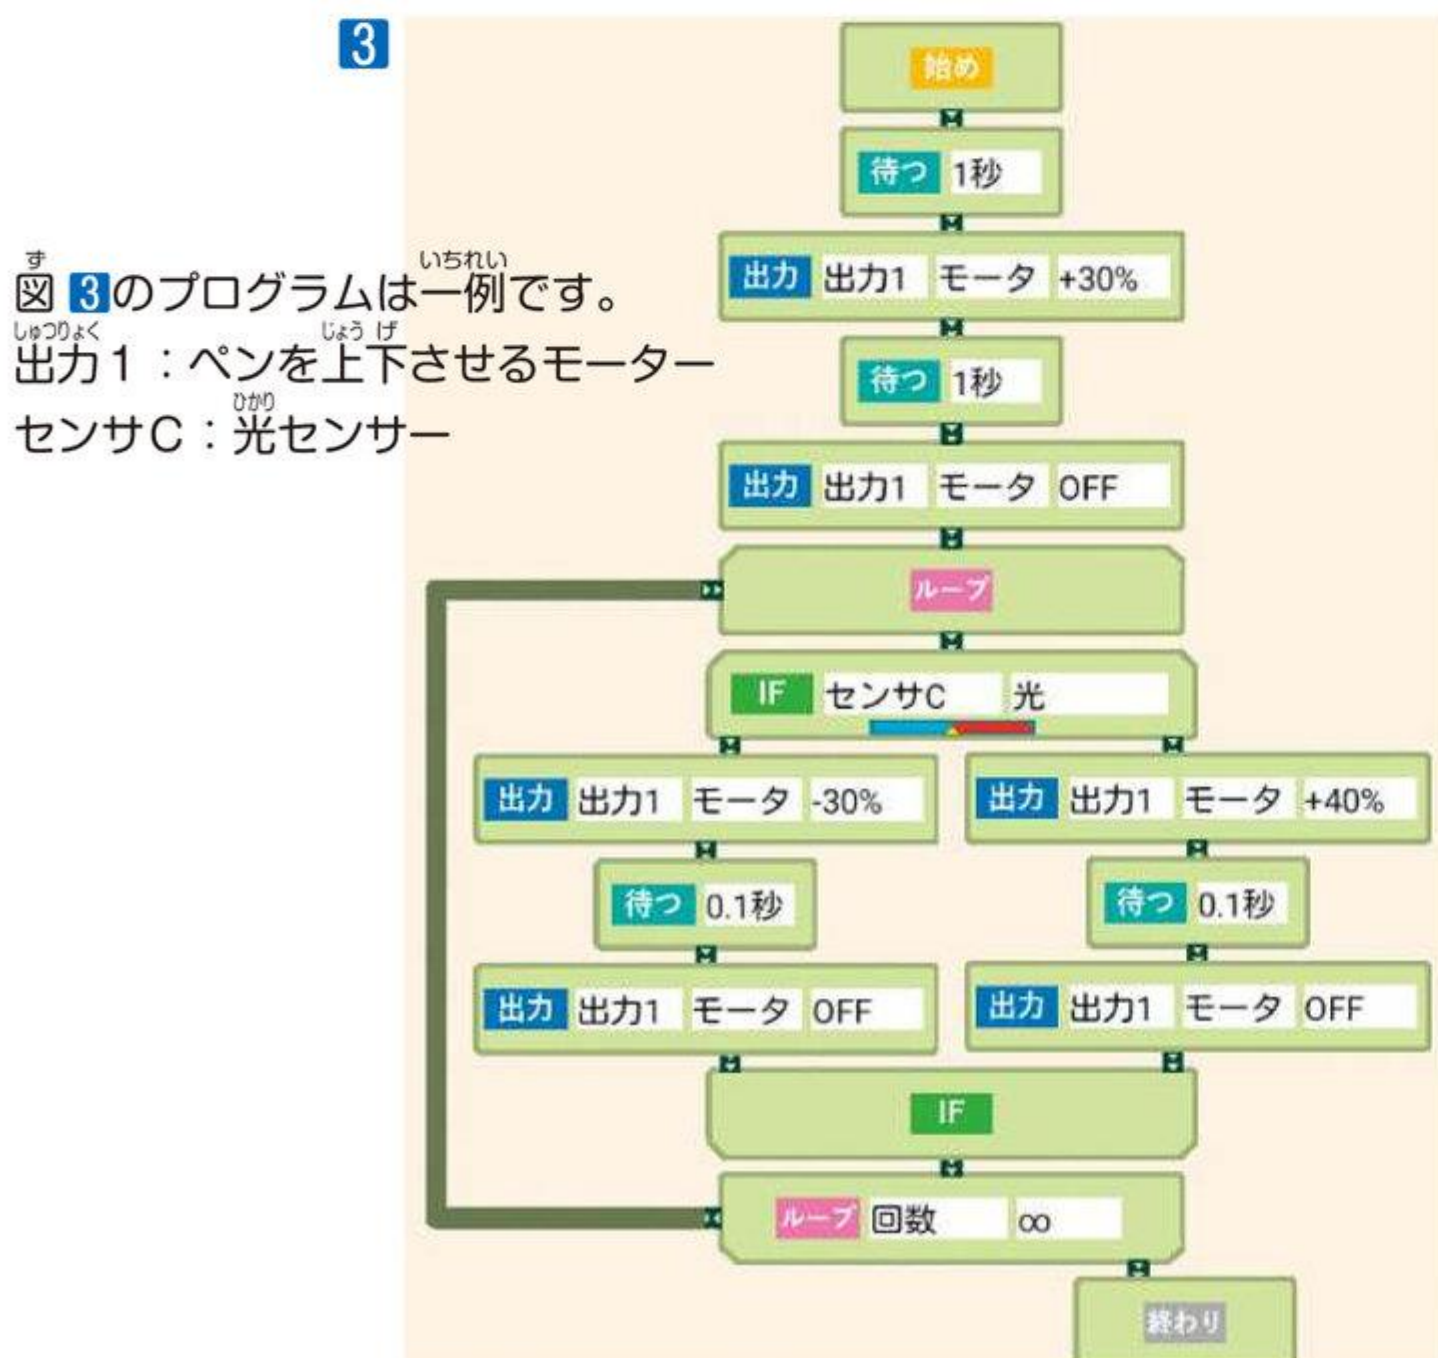 3
図 3のプログラムは一例です。
出力1：ペンを上下させるモーター
センサC：光センサー
始め
待つ 1秒
出力 出力1 モータ +30%
待つ 1秒
出力 出力1 モータ OFF
ループ
IF センサC 光
出力 出力1 モータ -30%
出力 出力1 モータ +40%
待つ 0.1秒
待つ 0.1秒
出力 出力1 モータ OFF
出力 出力1 モータ OFF
IF
ループ 回数 ∞
終わり